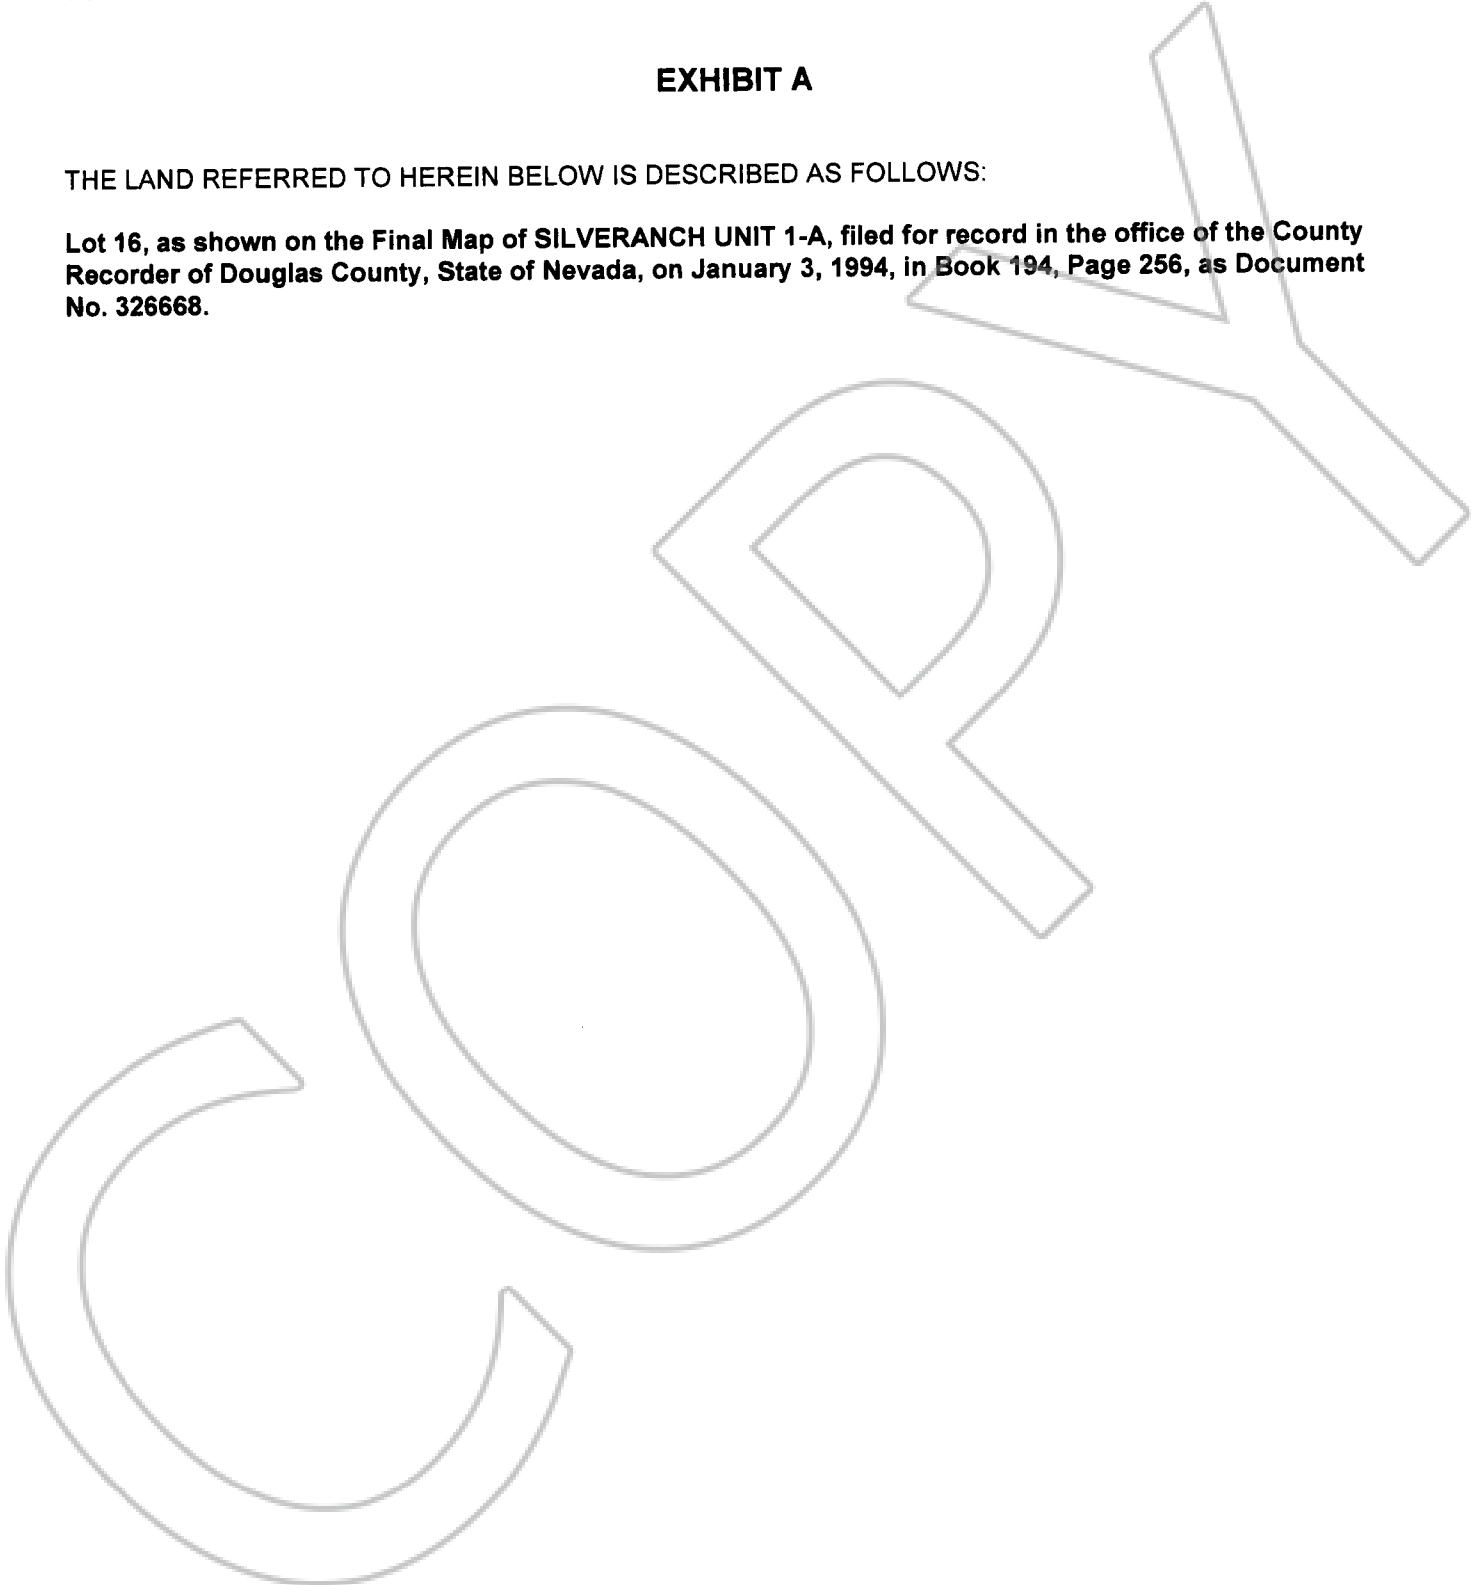 EXHIBIT A
THE LAND REFERRED TO HEREIN BELOW IS DESCRIBED AS FOLLOWS:
Lot 16, as shown on the Final Map of SILVERANCH UNIT 1-A, filed for record in the office of the County
Recorder of Douglas County, State of Nevada, on January 3, 1994, in Book 194, Page 256, as Document
No. 326668.
COPY